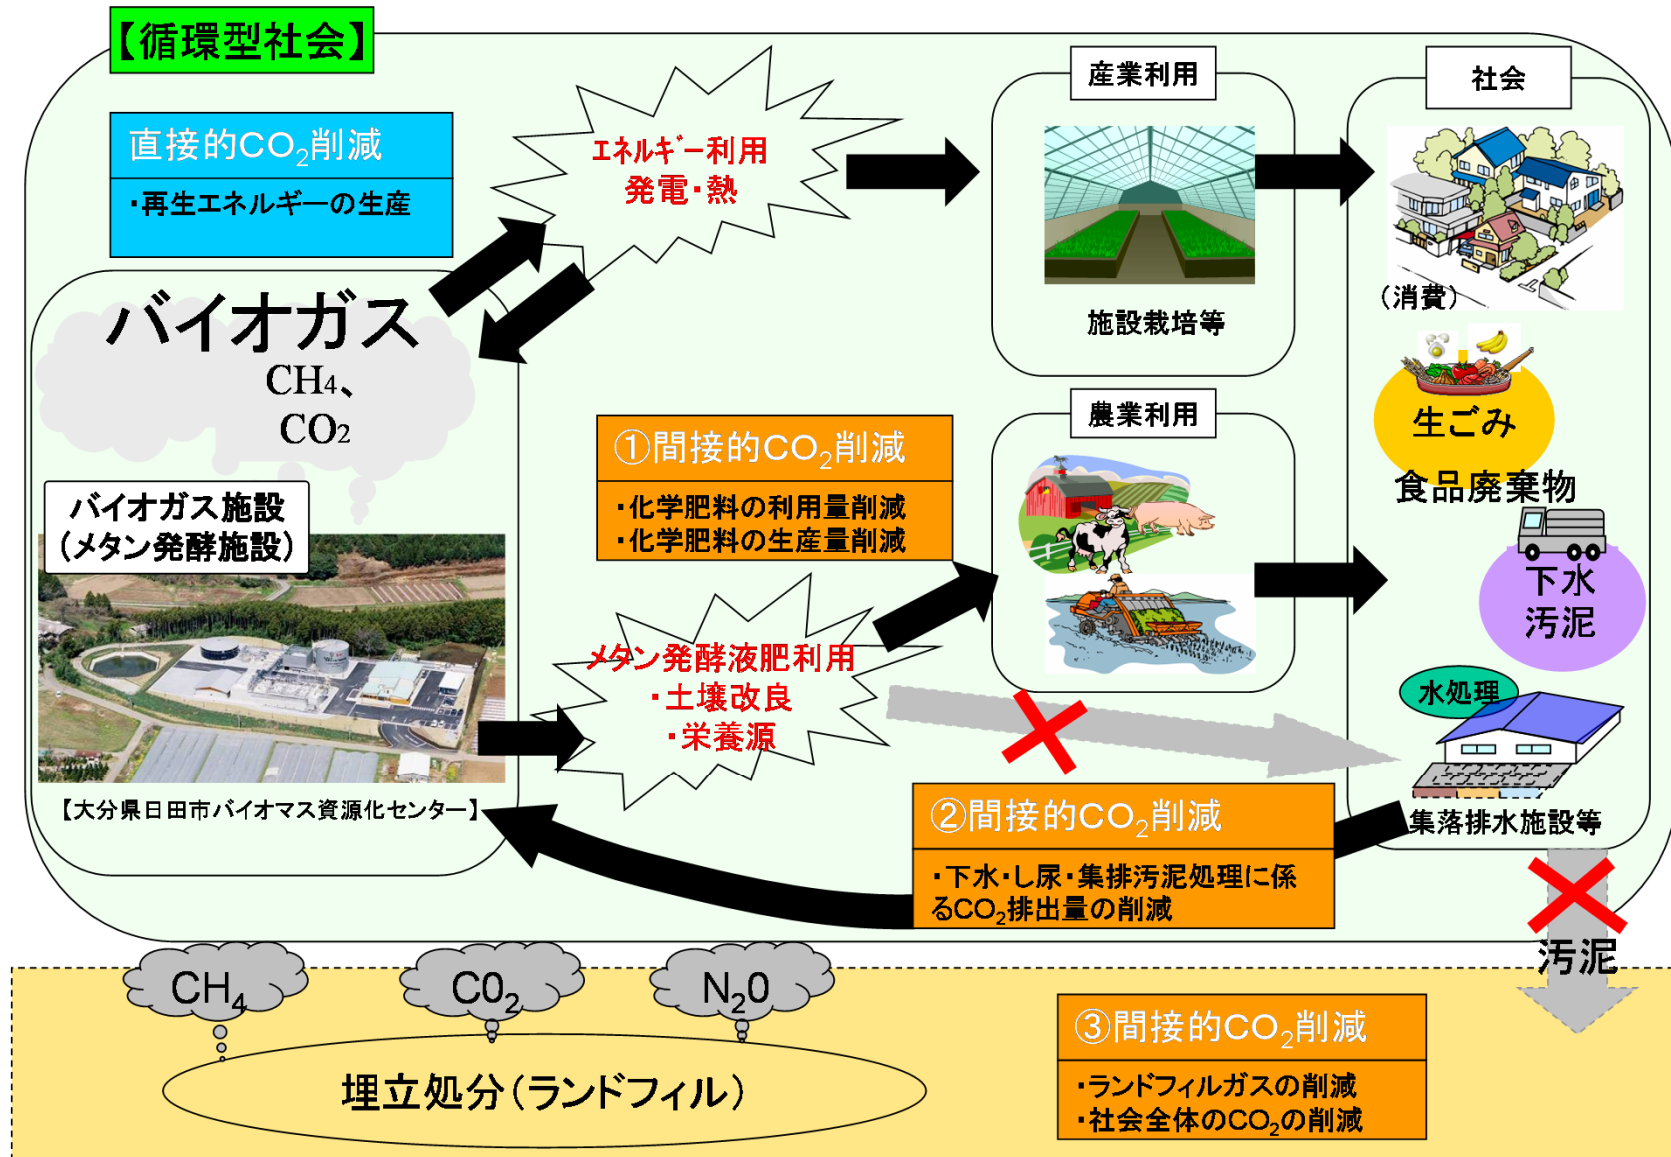 【循環型社会】
直接的CO₂削減
・再生エネルギーの生産
エネルギー利用
発電・熱
産業利用
施設栽培等
社会
（消費）
バイオガス
CH4、
CO2
バイオガス施設
（メタン発酵施設）
【大分県日田市バイオマス資源化センター】
①間接的CO₂削減
・化学肥料の利用量削減
・化学肥料の生産量削減
農業利用
生ごみ
食品廃棄物
下水
汚泥
メタン発酵液肥利用
・土壌改良
・栄養源
水処理
集落排水施設等
②間接的CO₂削減
・下水・し尿・集排汚泥処理に係
るCO₂排出量の削減
汚泥
CH₄
C0₂
N₂0
埋立処分（ランドフィル）
③間接的CO₂削減
・ランドフィルガスの削減
・社会全体のCO₂の削減